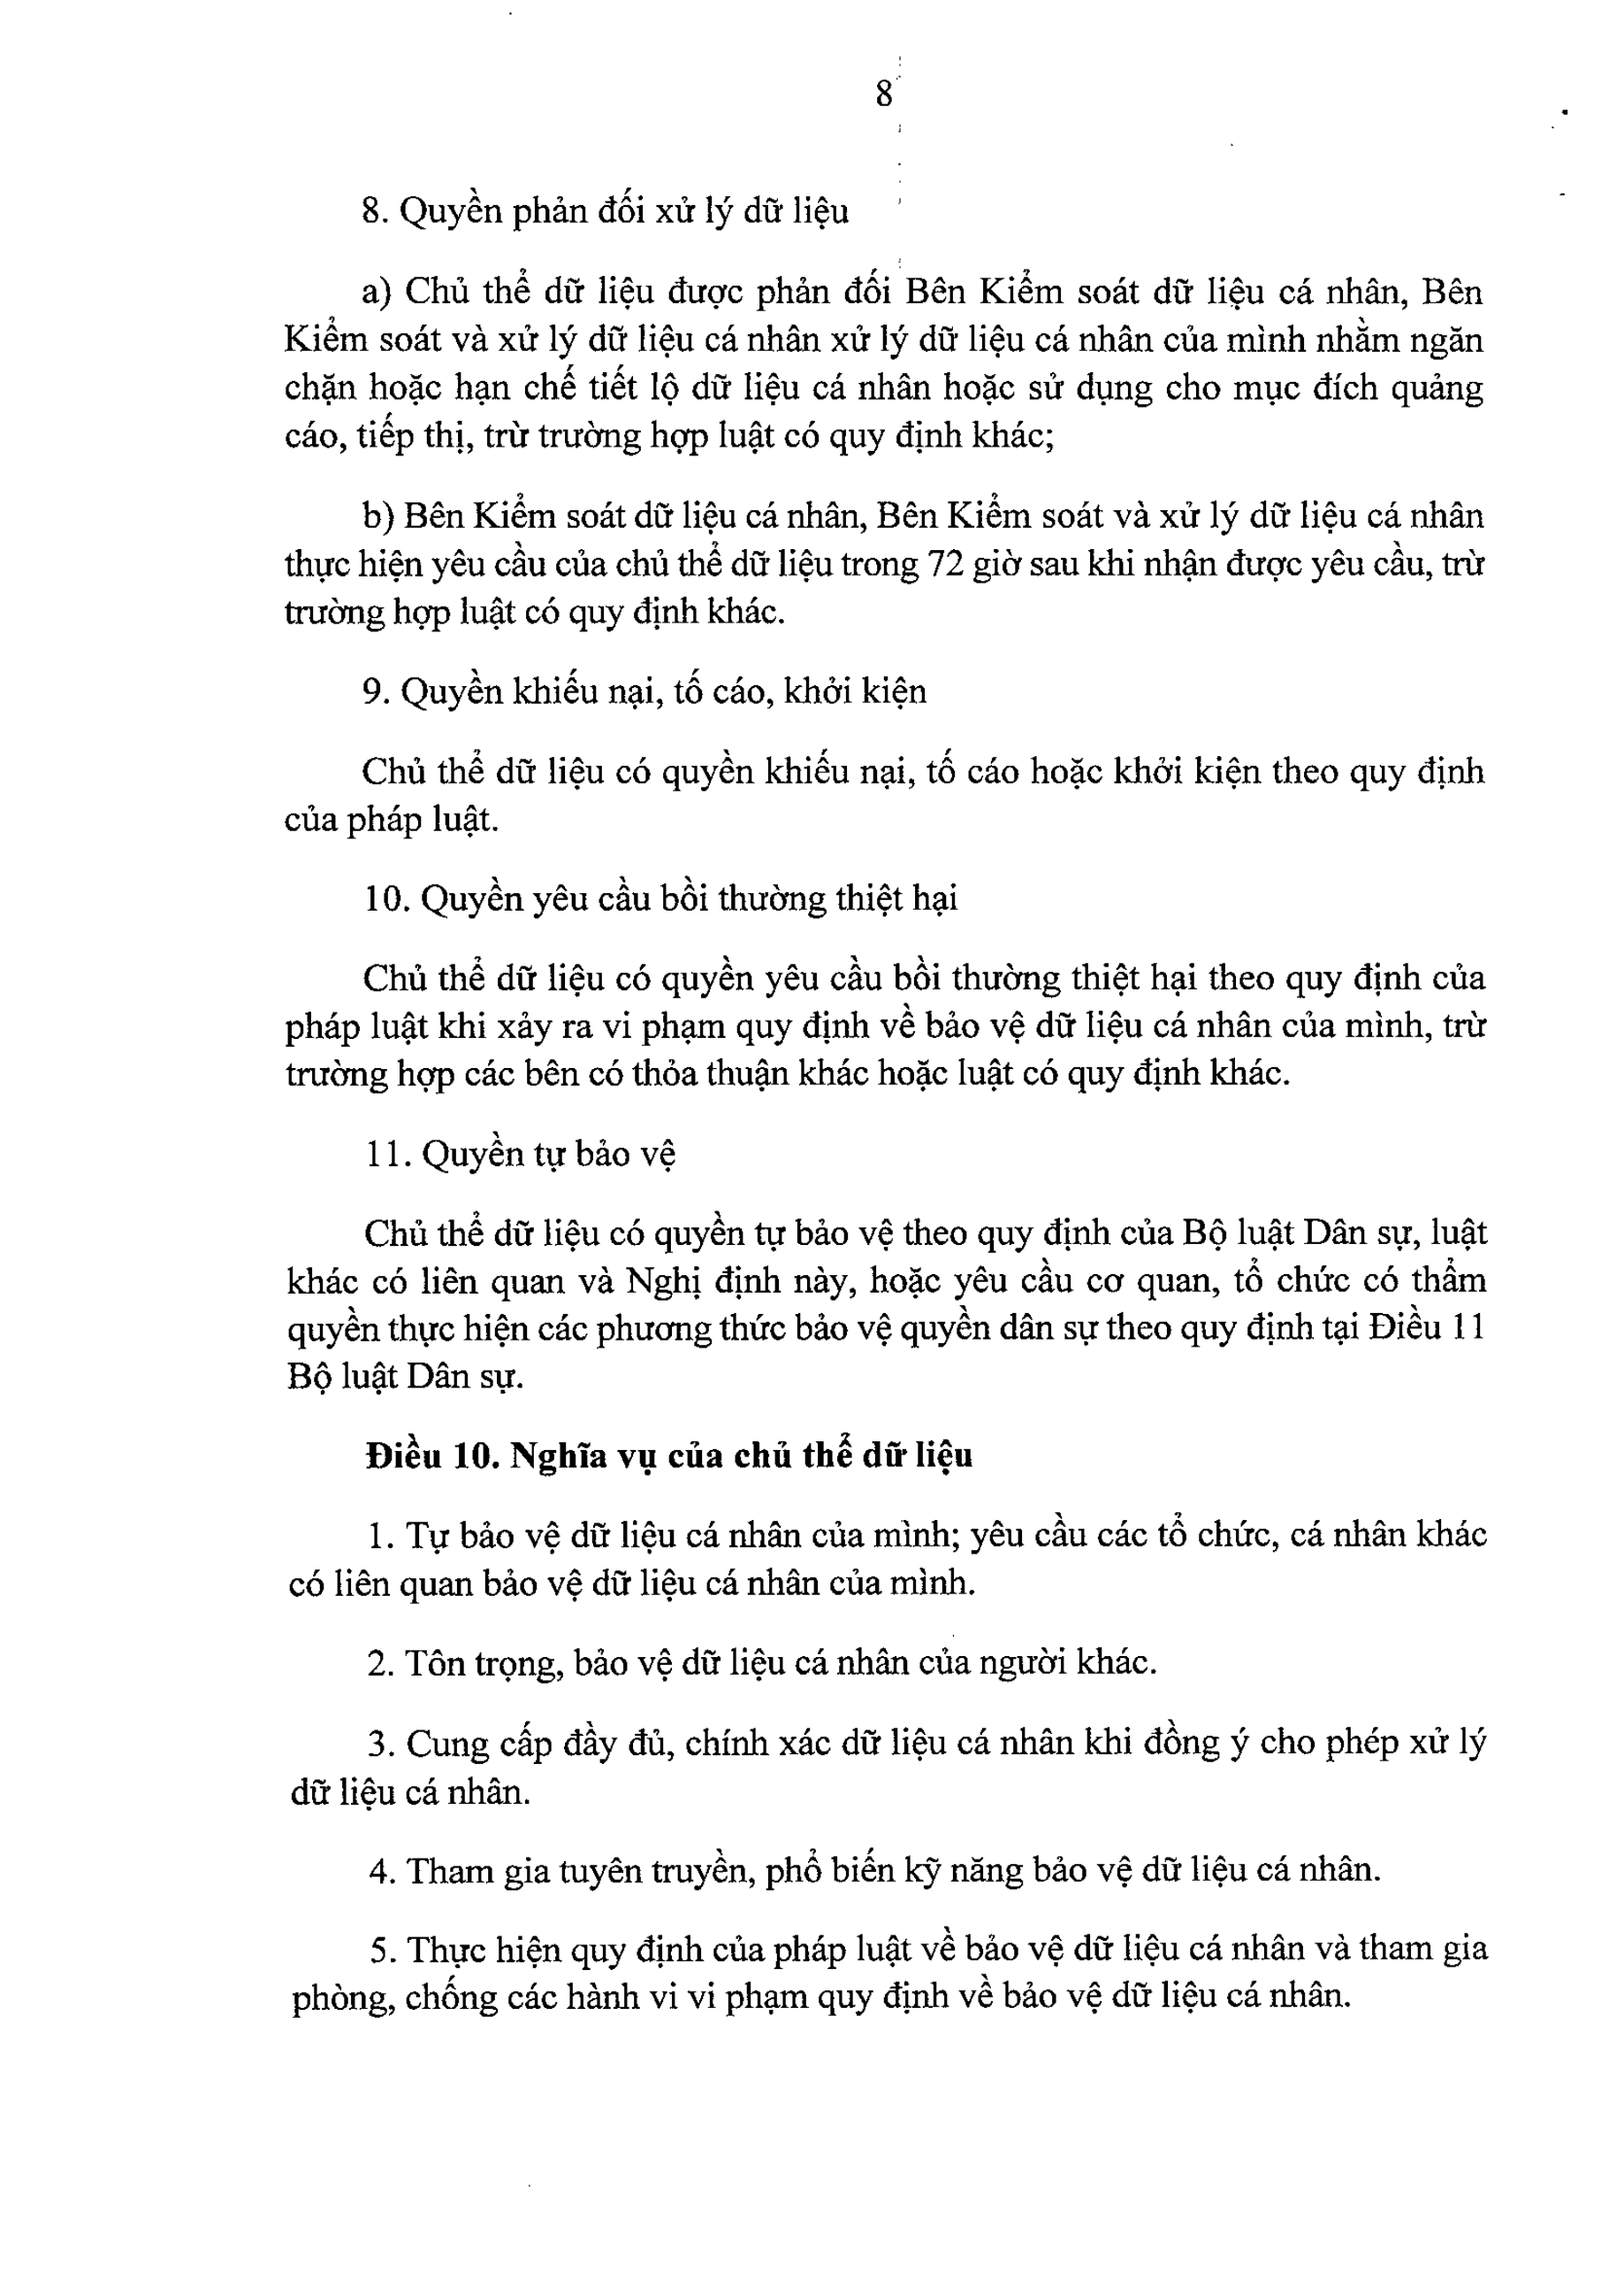 8
8. Quyền phản đối xử lý dữ liệu
a) Chủ thể dữ liệu được phản đối Bên Kiểm soát dữ liệu cá nhân, Bên
Kiểm soát và xử lý dữ liệu cá nhân xử lý dữ liệu cá nhân của mình nhằm ngăn
chặn hoặc hạn chế tiết lộ dữ liệu cá nhân hoặc sử dụng cho mục đích quảng
cáo, tiếp thị, trừ trường hợp luật có quy định khác;
b) Bên Kiểm soát dữ liệu cá nhân, Bên Kiểm soát và xử lý dữ liệu cá nhân
thực hiện yêu cầu của chủ thể dữ liệu trong 72 giờ sau khi nhận được yêu cầu, trừ
trường hợp luật có quy định khác.
9. Quyền khiếu nại, tố cáo, khởi kiện
Chủ thể dữ liệu có quyền khiếu nại, tố cáo hoặc khởi kiện theo quy định
của pháp luật.
10. Quyền yêu cầu bồi thường thiệt hại
Chủ thể dữ liệu có quyền yêu cầu bồi thường thiệt hại theo quy định của
pháp luật khi xảy ra vi phạm quy định về bảo vệ dữ liệu cá nhân của mình, trừ
trường hợp các bên có thỏa thuận khác hoặc luật có quy định khác.
11. Quyền tự bảo vệ
Chủ thể dữ liệu có quyền tự bảo vệ theo quy định của Bộ luật Dân sự, luật
khác có liên quan và Nghị định này, hoặc yêu cầu cơ quan, tổ chức có thẩm
quyền thực hiện các phương thức bảo vệ quyền dân sự theo quy định tại Điều 11
Bộ luật Dân sự.
Điều 10. Nghĩa vụ của chủ thể dữ liệu
1. Tự bảo vệ dữ liệu cá nhân của mình; yêu cầu các tổ chức, cá nhân khác
có liên quan bảo vệ dữ liệu cá nhân của mình.
2. Tôn trọng, bảo vệ dữ liệu cá nhân của người khác.
3. Cung cấp đầy đủ, chính xác dữ liệu cá nhân khi đồng ý cho phép xử lý
dữ liệu cá nhân.
4. Tham gia tuyên truyền, phổ biến kỹ năng bảo vệ dữ liệu cá nhân.
5. Thực hiện quy định của pháp luật về bảo vệ dữ liệu cá nhân và tham gia
phòng, chống các hành vi vi phạm quy định về bảo vệ dữ liệu cá nhân.